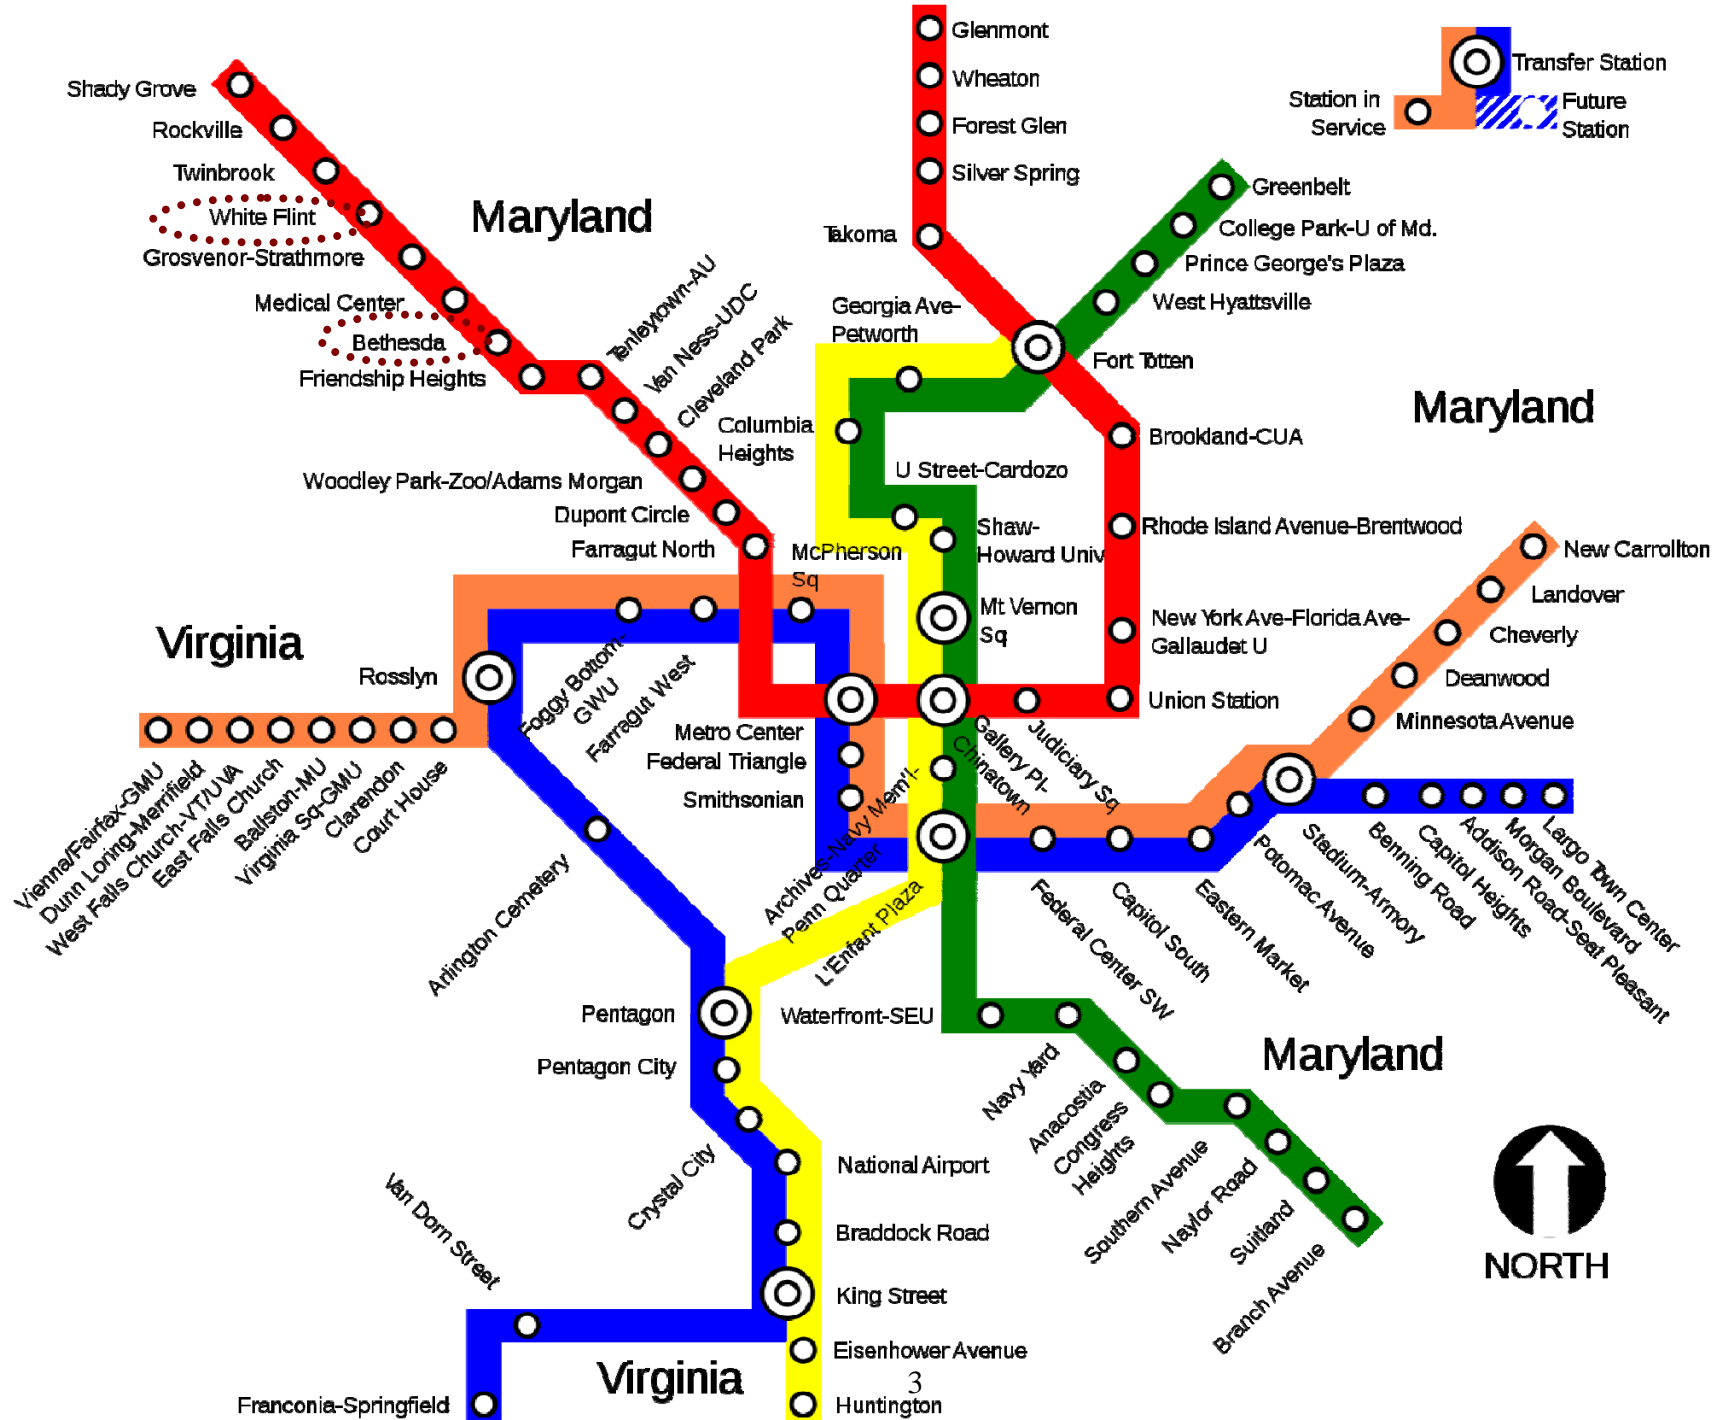 Glenmont
Wheaton
Forest Glen
Silver Spring
Takoma
Transfer Station
Station in
Service
Future
Station
Shady Grove
Rockville
Twinbrook
White Flint
Grosvenor-Strathmore
Medical Center
Bethesda
Friendship Heights
Maryland
Tenleytown-AU
Van Ness-UDC
Cleveland Park
Woodley Park-Zoo/Adams Morgan
Dupont Circle
Farragut North
Greenbelt
College Park-U of Md.
Prince George's Plaza
West Hyattsville
Georgia Ave-
Petworth
Fort Totten
Columbia
Heights
U Street-Cardozo
Shaw-
Howard Univ
Maryland
Brookland-CUA
Rhode Island Avenue-Brentwood
New York Ave-Florida Ave-
Gallaudet U
Union Station
McPherson
Sq
Mt Vernon
Sq
New Carrollton
Landover
Cheverly
Deanwood
Minnesota Avenue
Virginia
Rosslyn
Foggy Bottom-
GWU
Farragut West
Metro Center
Federal Triangle
Smithsonian
Gallery Pl-
Chinatown
Judiciary Sq
Archives-Navy Mem'l-
Penn Quarter
L'Enfant Plaza
Vienna/Fairfax-GMU
Dunn Loring-Merrifield
West Falls Church-VT/UVA
East Falls Church
Ballston-MU
Virginia Sq-GMU
Clarendon
Court House
Arlington Cemetery
Federal Center SW
Capitol South
Eastern Market
Potomac Avenue
Stadium-Armory
Benning Road
Capitol Heights
Addison Road-Seat Pleasant
Morgan Boulevard
Largo Town Center
Pentagon
Pentagon City
Crystal City
National Airport
Braddock Road
King Street
Eisenhower Avenue
Huntington
Van Dorn Street
Franconia-Springfield
Virginia
3
Waterfront-SEU
Navy Yard
Anacostia
Congress
Heights
Southern Avenue
Naylor Road
Suitland
Branch Avenue
Maryland
NORTH